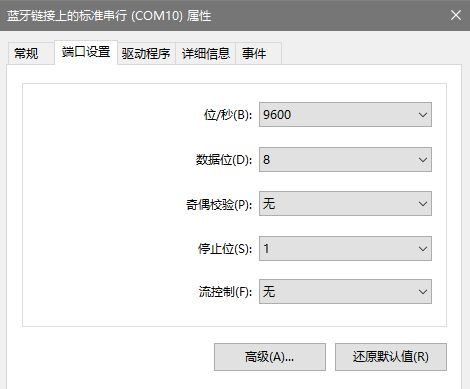 蓝牙链接上的标准串行 (COM10) 属性
常规 端口设置 驱动程序 详细信息 事件
位/秒(B): 9600
数据位(D): 8
奇偶校验(P): 无
停止位(S): 1
流控制(F): 无
高级(A)... 还原默认值(R)